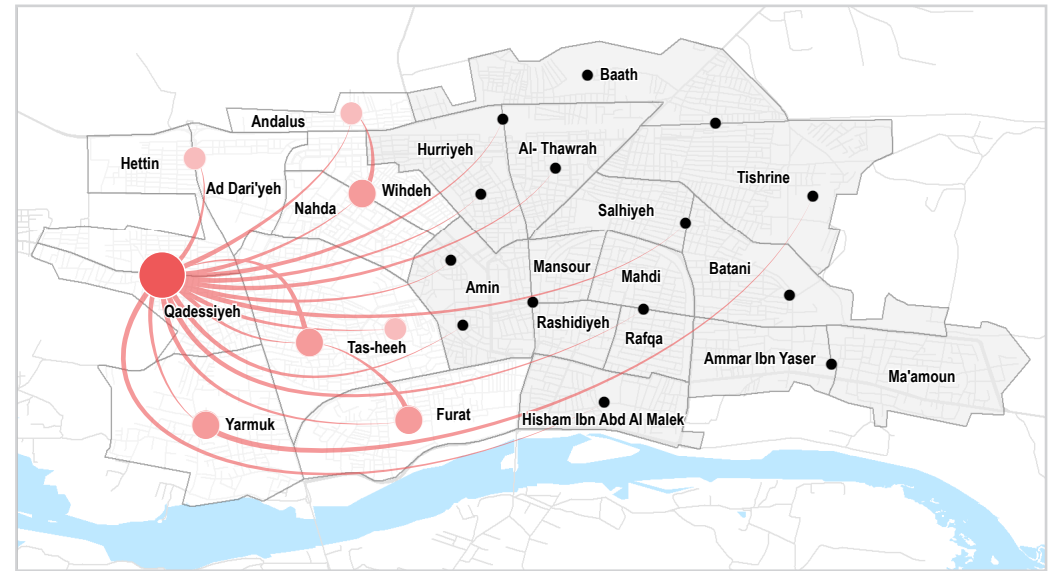 Baath
Andalus
Hurriyeh
Al- Thawrah
Hettin
Tishrine
Ad Dari'yeh
Wihdeh
Nahda
Salhiyeh
Mansour
Batani
Mahdi
Amin
Qadessiyeh
Rashidiyeh
Rafqa
Tas-heeh
Ammar Ibn Yaser
Ma'amoun
Furat
Hisham Ibn Abd Al Malek
Yarmuk